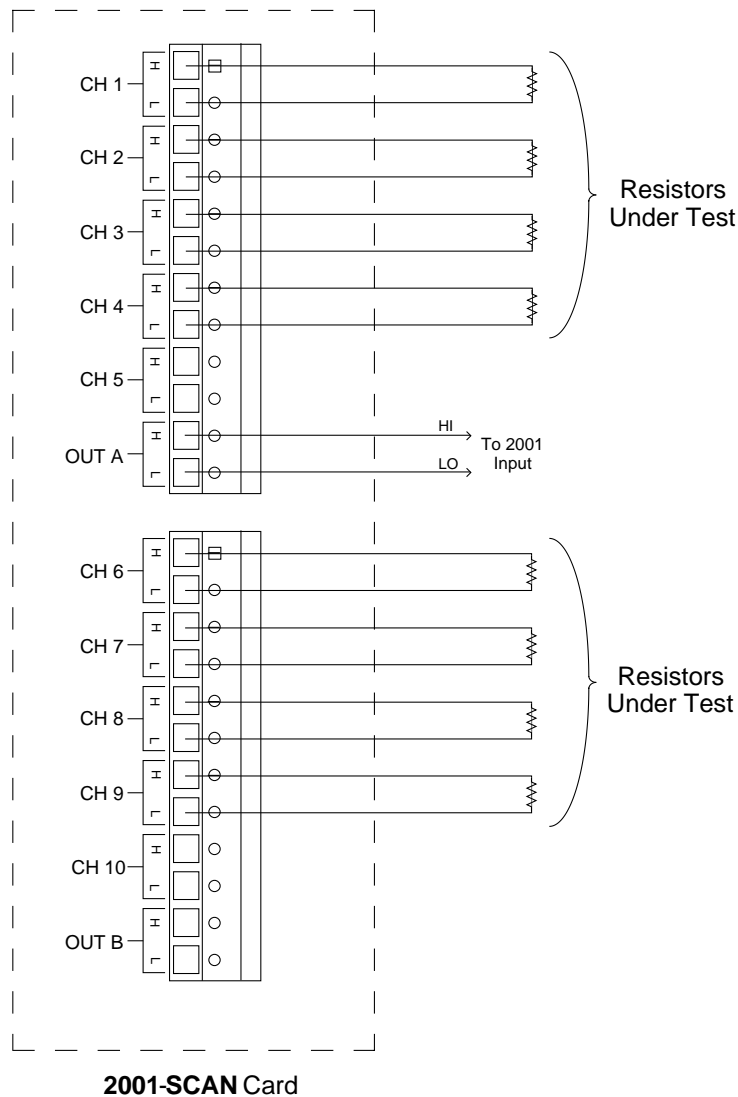 CH 1
H
L
CH 2
H
L
CH 3
H
L
CH 4
H
L
CH 5
H
L
OUT A
H
L
Resistors
Under Test
HI
LO
To 2001
Input
CH 6
H
L
CH 7
H
L
CH 8
H
L
CH 9
H
L
CH 10
H
L
OUT B
H
L
Resistors
Under Test
2001-SCAN Card